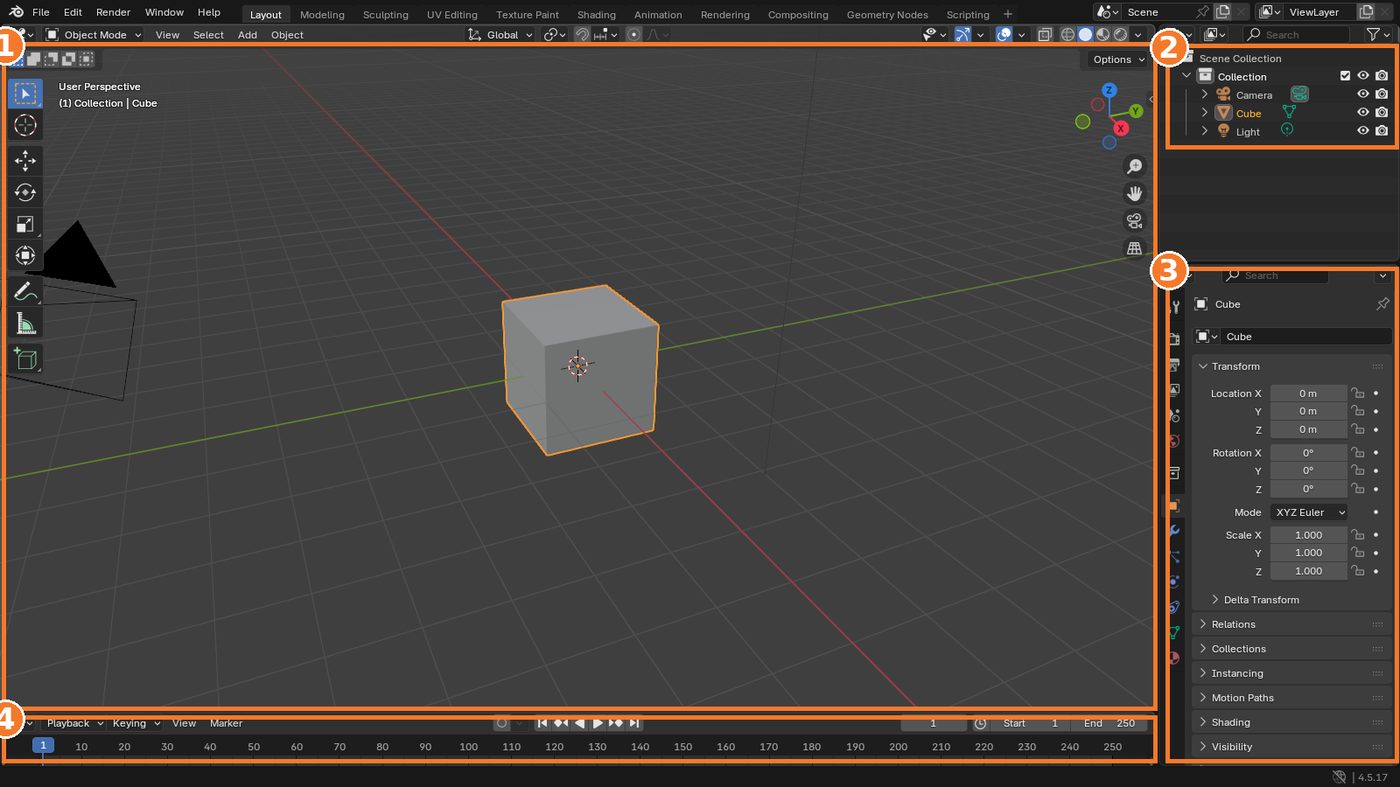 File Edit Render Window Help Layout Modeling Sculpting UV Editing Texture Paint Shading Animation Rendering Compositing Geometry Nodes Scripting + Scene ViewLayer
Object Mode View Select Add Object Global Search
1
2
Options
User Perspective
(1) Collection | Cube
Z
Y
X
Scene Collection
Collection
Camera
Cube
Light
3
Search
Cube
Cube
Transform
Location X 0 m
Y 0 m
Z 0 m
Rotation X 0°
Y 0°
Z 0°
Mode XYZ Euler
Scale X 1.000
Y 1.000
Z 1.000
Delta Transform
Relations
Collections
Instancing
Motion Paths
Shading
Visibility
4
Playback Keying View Marker 1 Start 1 End 250
1 10 20 30 40 50 60 70 80 90 100 110 120 130 140 150 160 170 180 190 200 210 220 230 240 250
4.5.17